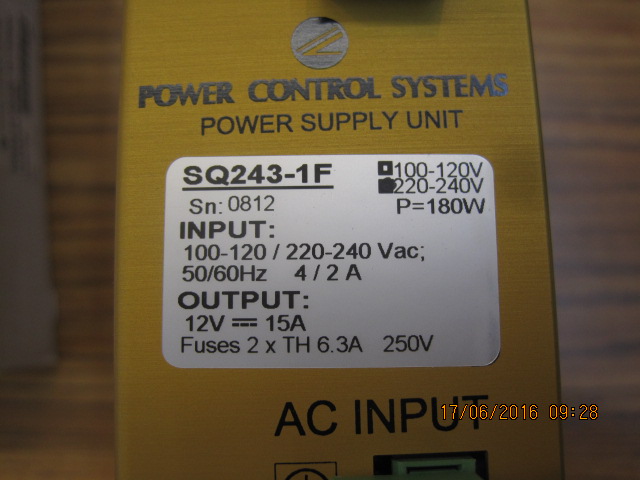 POWER CONTROL SYSTEMS
POWER SUPPLY UNIT
SQ243-1F
100-120V
220-240V
Sn: 0812
P=180W
INPUT:
100-120 / 220-240 Vac;
50/60Hz 4 / 2 A
OUTPUT:
12V 15A
Fuses 2 x TH 6.3A 250V
AC INPUT
17/06/2016 09:28